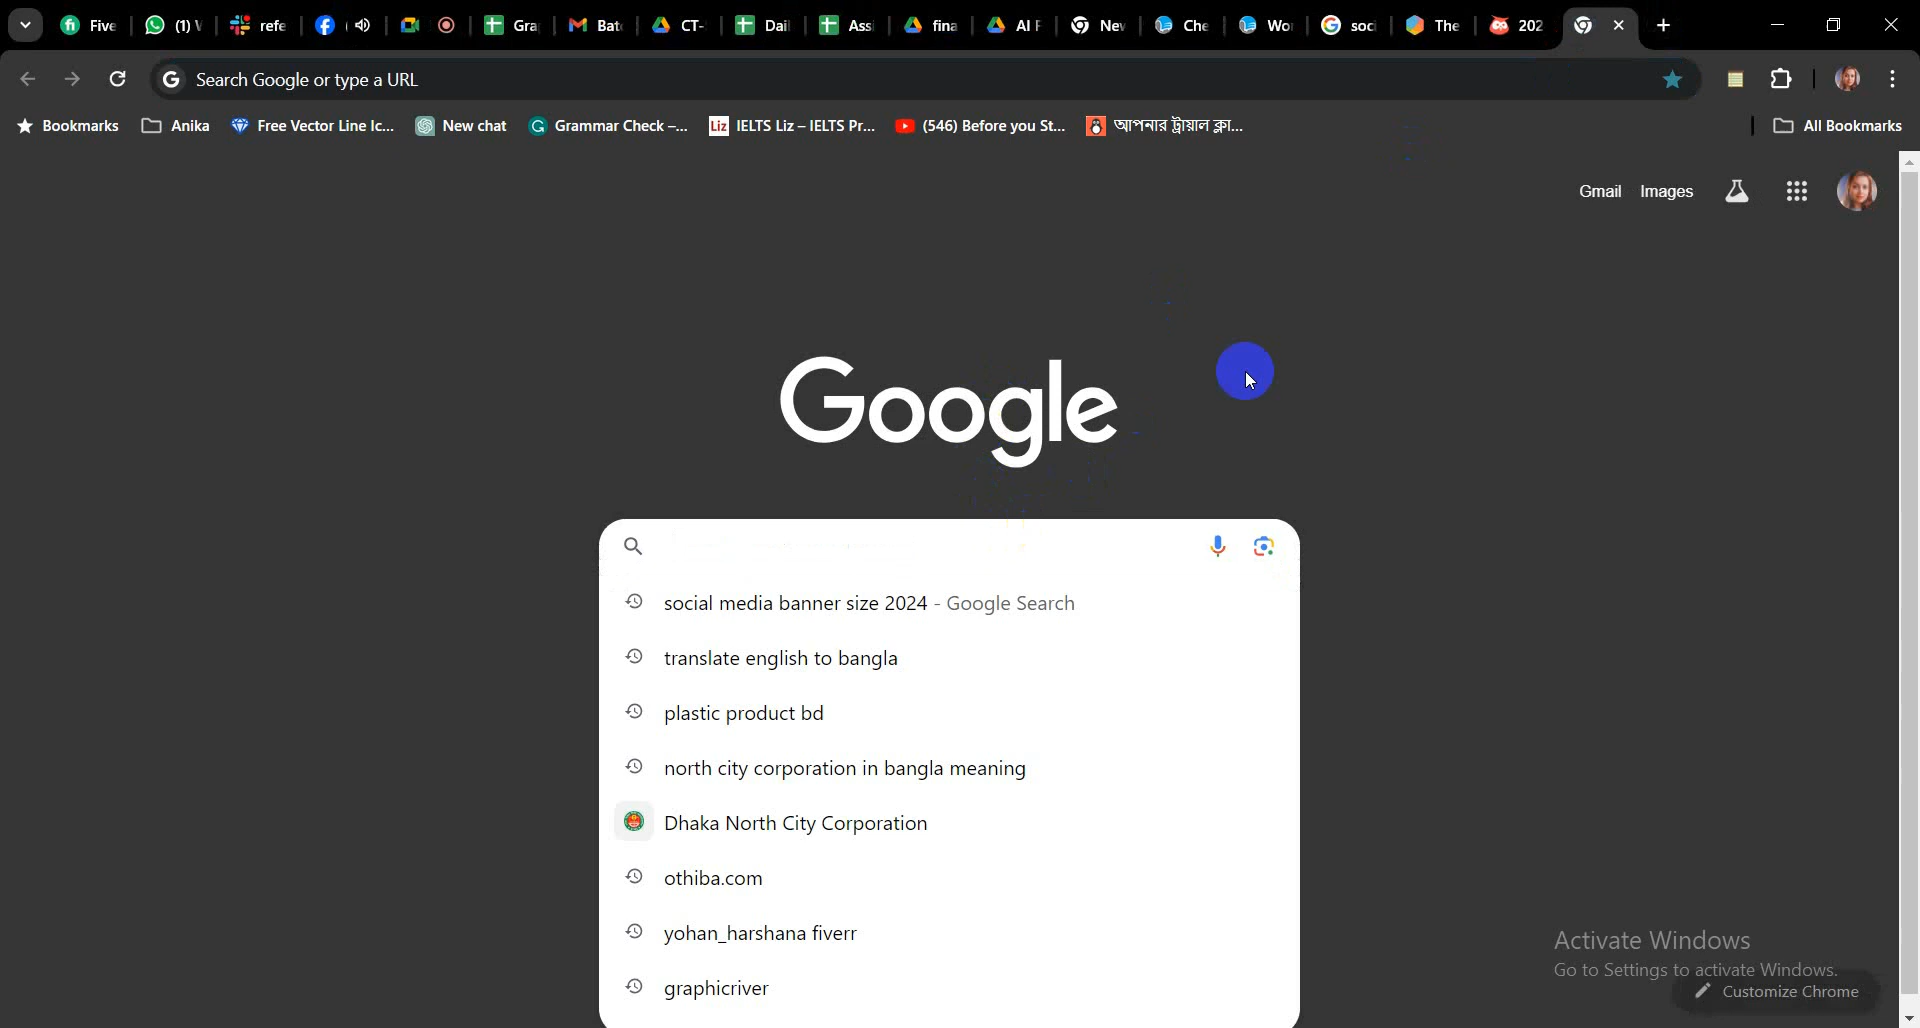 Five (1) W refe Gra Bat CT- Dai Ass fina AI F Nev Che Wo soci The 202
Search Google or type a URL
Bookmarks Anika Free Vector Line Ic... New chat Grammar Check –... Liz IELTS Liz – IELTS Pr... (546) Before you St... আপনার ট্রায়াল ক্লা... All Bookmarks
Gmail Images
Google
social media banner size 2024 - Google Search
translate english to bangla
plastic product bd
north city corporation in bangla meaning
Dhaka North City Corporation
othiba.com
yohan_harshana fiverr
graphicriver
Activate Windows
Go to Settings to activate Windows.
Customize Chrome